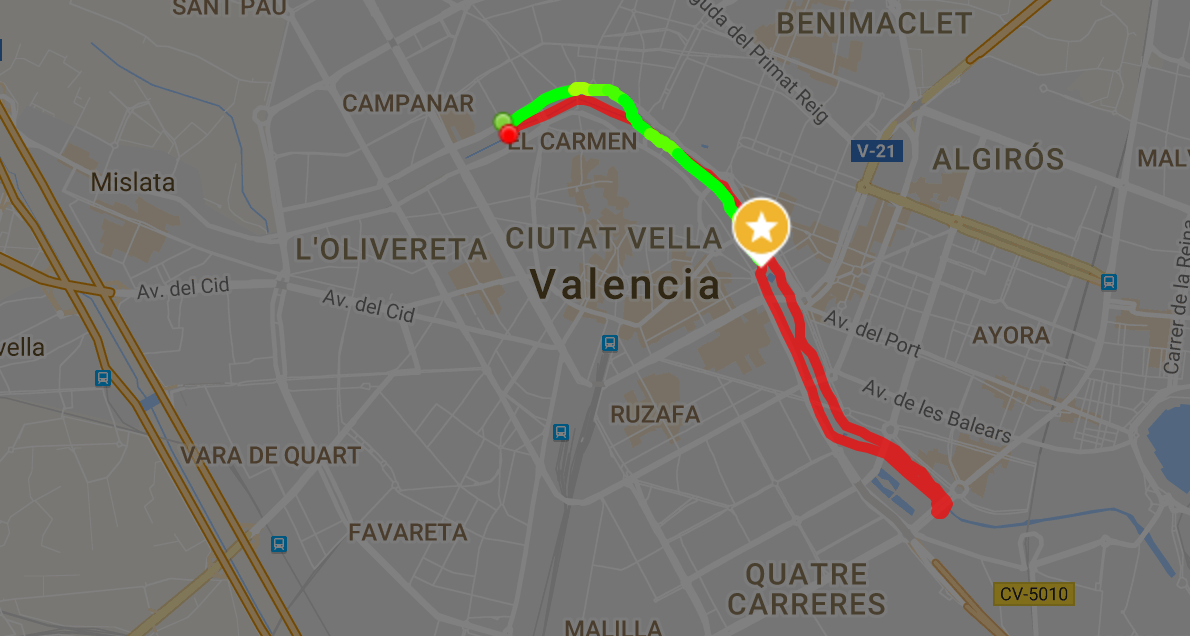 SANT PAU
BENIMACLET
guda del Primat Reig
CAMPANAR
EL CARMEN
V-21
ALGIRÓS
MALV
Mislata
L'OLIVERETA
CIUTAT VELLA
Valencia
Av. del Cid
Av. del Cid
Av. del Port
AYORA
Carrer de la Reina
vella
Av. de les Balears
RUZAFA
VARA DE QUART
FAVARETA
QUATRE
CARRERES
CV-5010
MALILLA